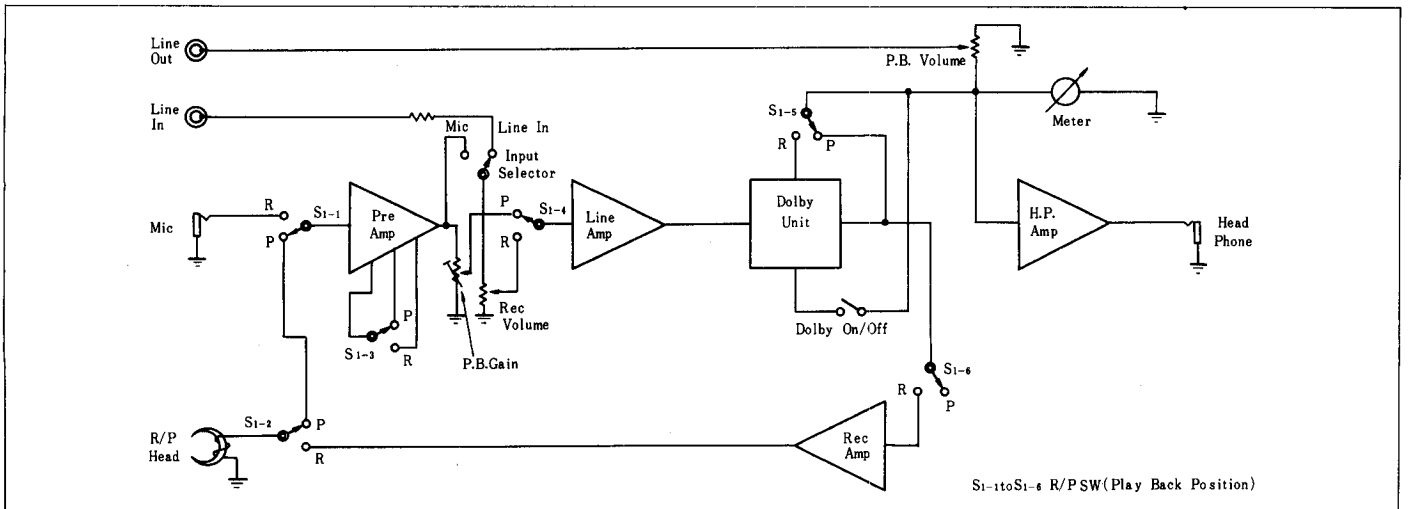 Line
Out
P.B. Volume
Line
In
Mic
Line In
Input
Selector
S1-5
R
P
Meter
R
S1-1
P
Mic
Pre
Amp
P
S1-4
R
Line
Amp
Dolby
Unit
H.P.
Amp
Head
Phone
P
S1-3
R
Rec
Volume
P.B.Gain
Dolby On/Off
S1-6
R
P
R/P
Head
S1-2
P
R
Rec
Amp
S1-1toS1-6 R/P SW(Play Back Position)